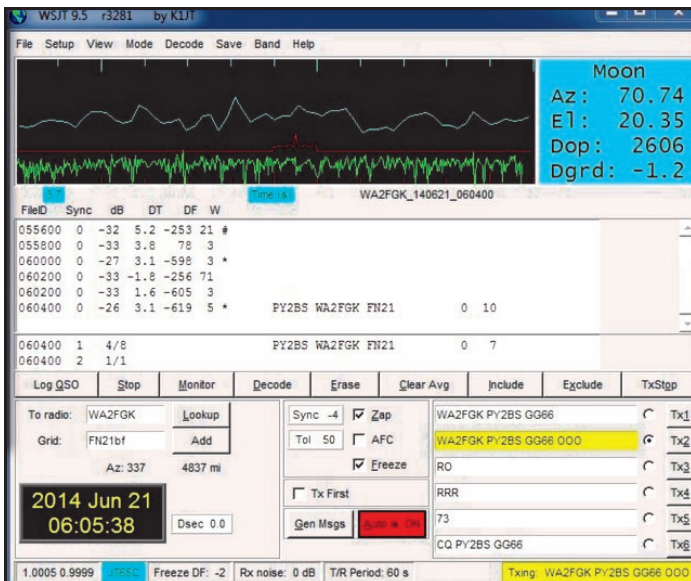 WSJT 9.5 r3281 by K1JT
File Setup View Mode Decode Save Band Help
Moon
Az: 70.74
El: 20.35
Dop: 2606
Dgrd: -1.2
3.7 Time (s) WA2FGK_140621_060400
FileID Sync dB DT DF W
055600 0 -32 5.2 -253 21 #
055800 0 -33 3.8 78 3
060000 0 -27 3.1 -598 3 *
060200 0 -33 -1.8 -256 71
060200 0 -33 1.6 -605 3
060400 0 -26 3.1 -619 5 * PY2BS WA2FGK FN21 0 10
060400 1 4/8 PY2BS WA2FGK FN21 0 7
060400 2 1/1
Log QSO Stop Monitor Decode Erase Clear Avg Include Exclude TxStop
To radio: WA2FGK Lookup Sync -4 Zap WA2FGK PY2BS GG66 Tx1
Grid: FN21bf Add Tol 50 AFC WA2FGK PY2BS GG66 OOO Tx2
Az: 337 4837 mi Freeze RO Tx3
2014 Jun 21 Tx First RRR Tx4
06:05:38 Dsec 0.0 Gen Msgs Auto is ON 73 Tx5
CQ PY2BS GG66 Tx6
1.0005 0.9999 JT65C Freeze DF: -2 Rx noise: 0 dB T/R Period: 60 s Txing: WA2FGK PY2BS GG66 OOO